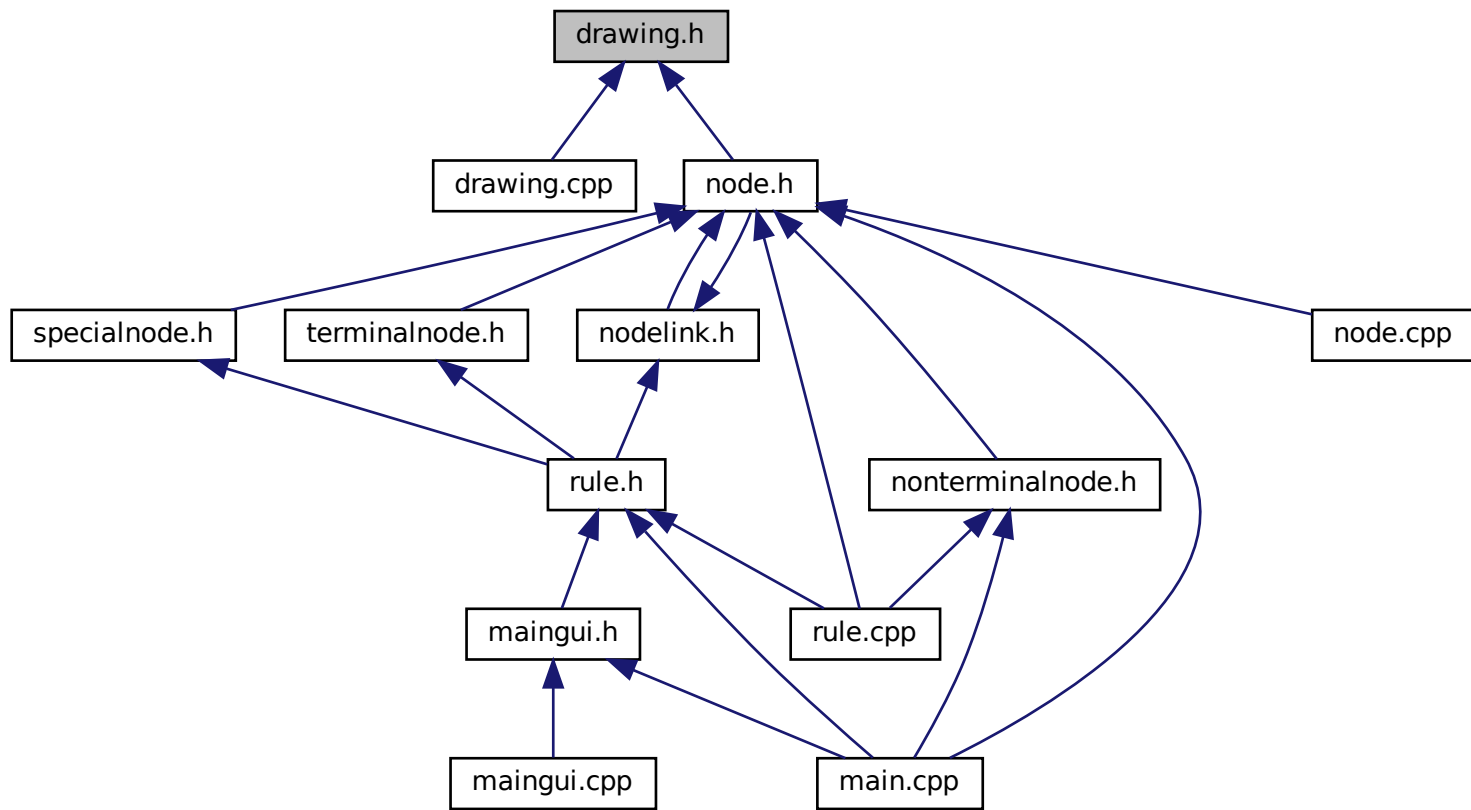 drawing.h
drawing.cpp
node.h
specialnode.h
terminalnode.h
nodelink.h
node.cpp
rule.h
nonterminalnode.h
maingui.h
rule.cpp
maingui.cpp
main.cpp